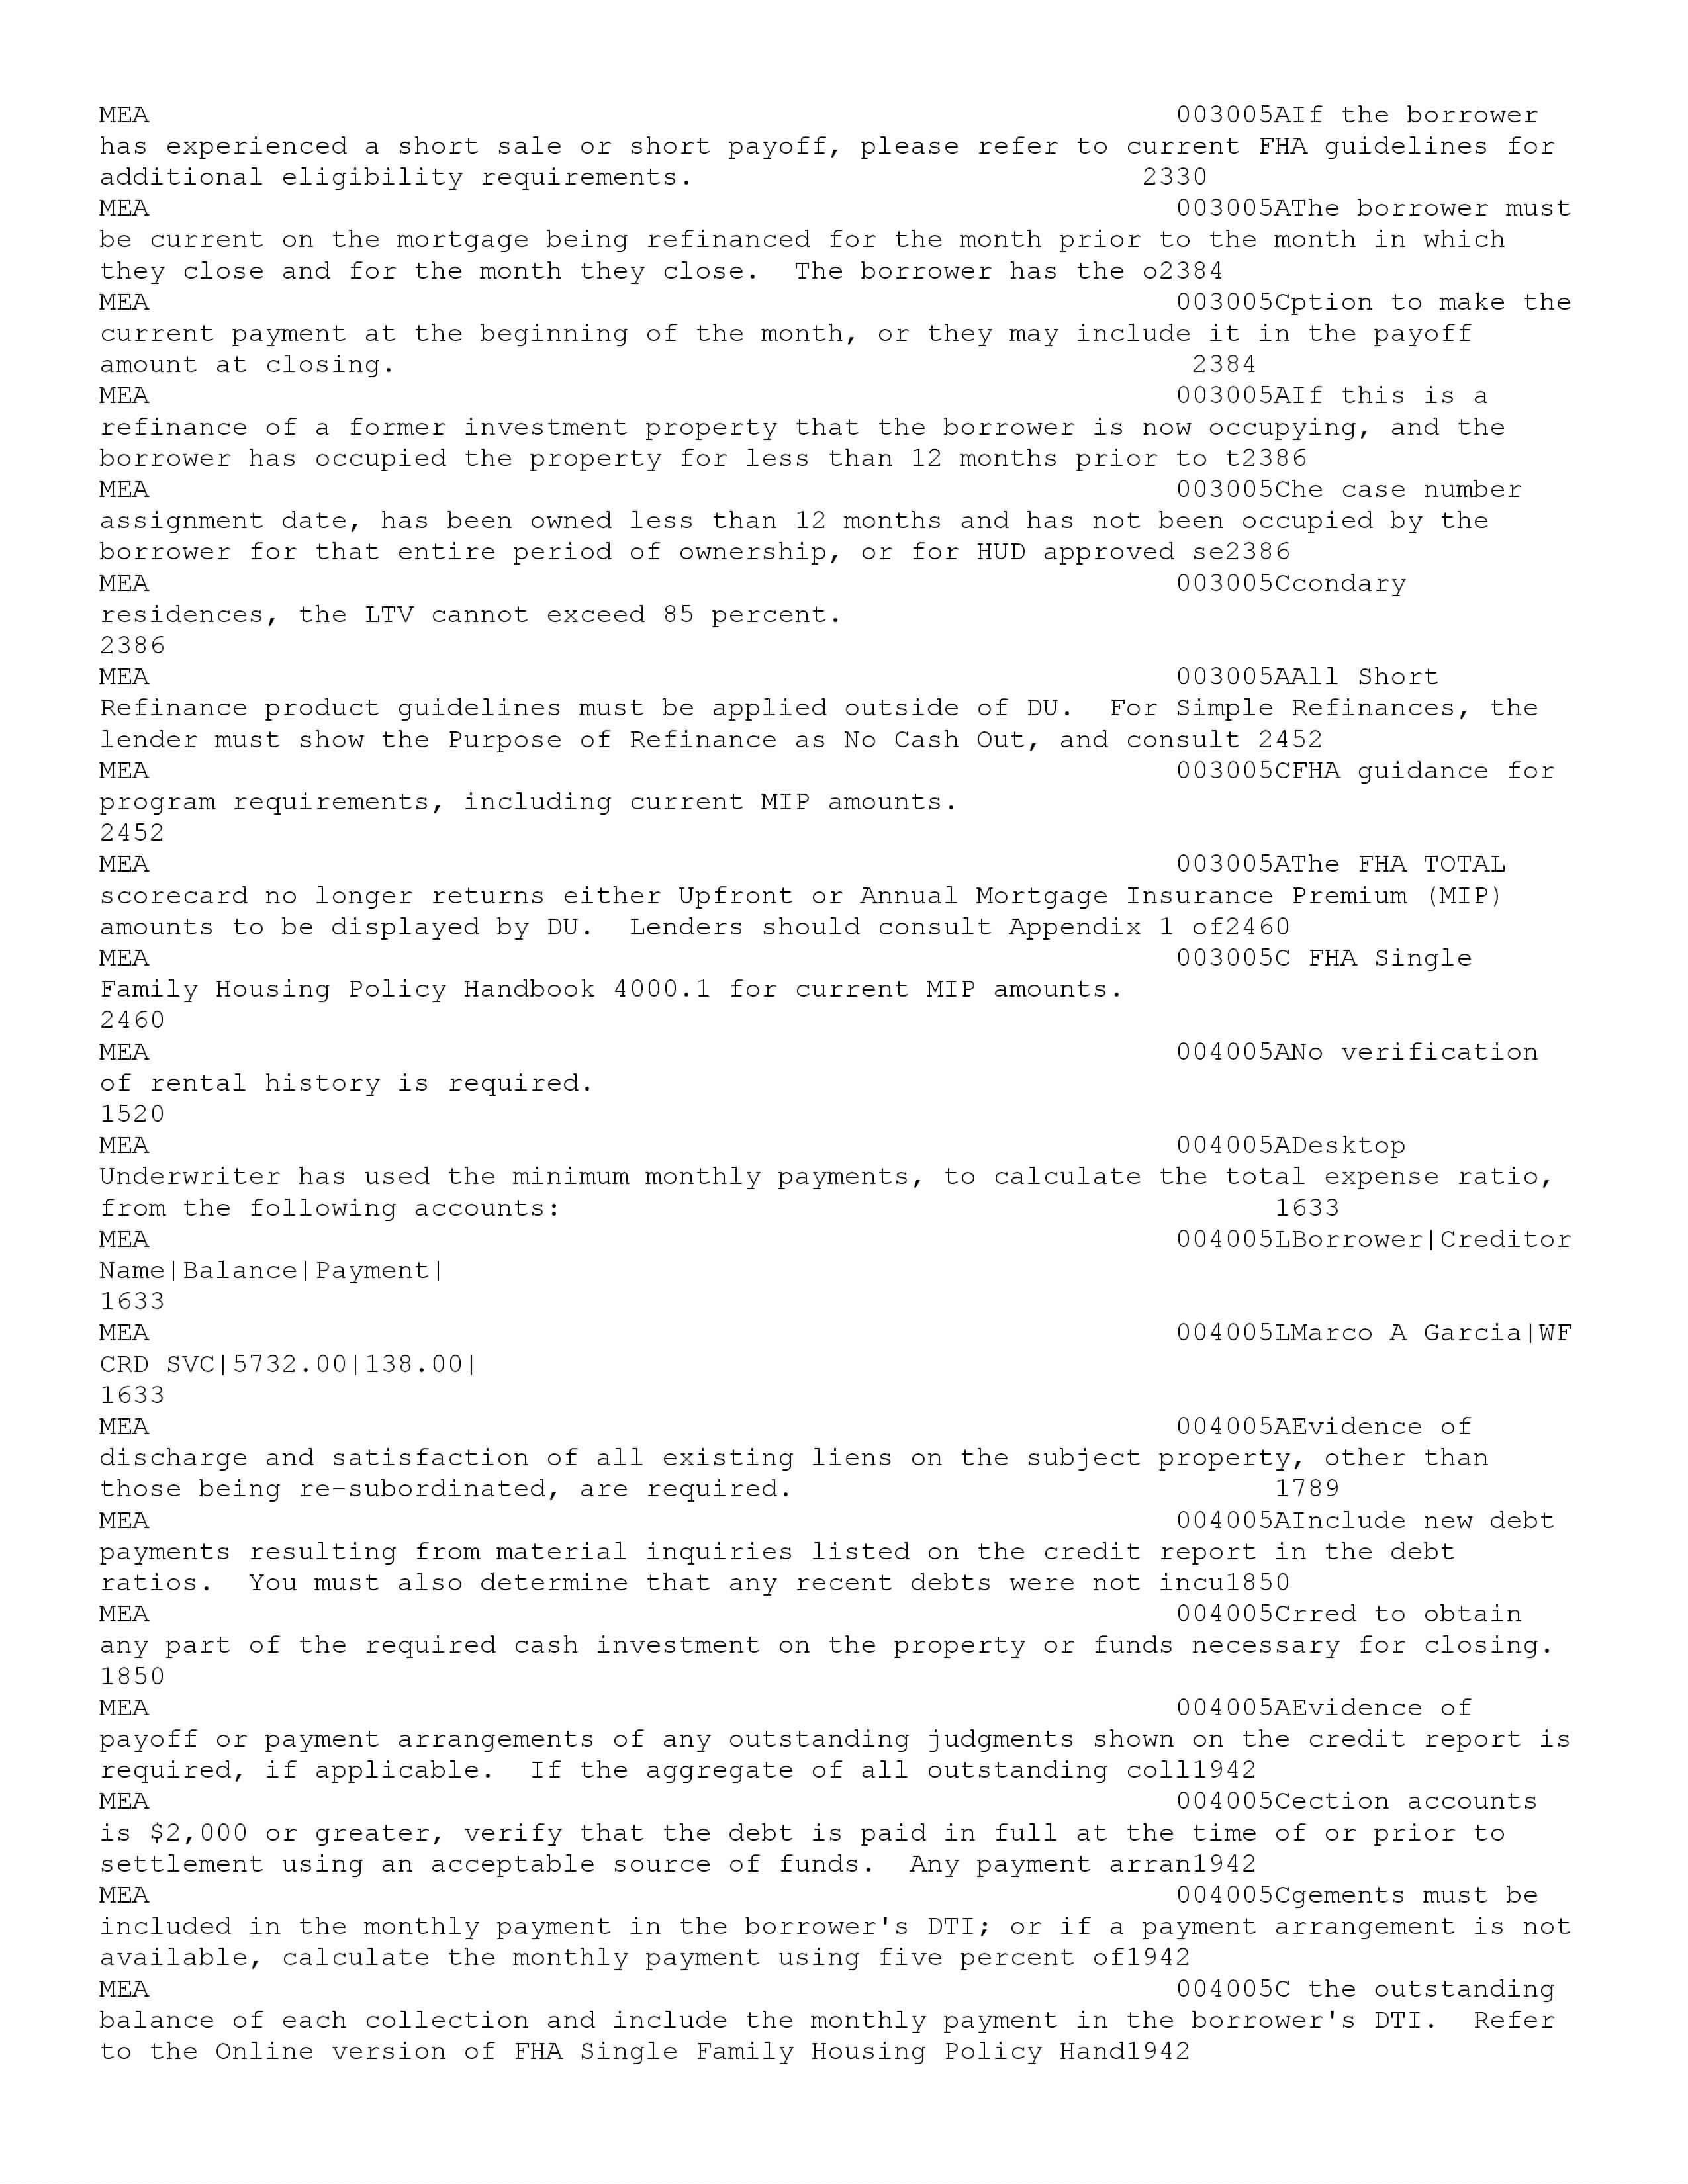 MEA 003005AIf the borrower
has experienced a short sale or short payoff, please refer to current FHA guidelines for
additional eligibility requirements. 2330
MEA 003005AThe borrower must
be current on the mortgage being refinanced for the month prior to the month in which
they close and for the month they close.  The borrower has the o2384
MEA 003005Cption to make the
current payment at the beginning of the month, or they may include it in the payoff
amount at closing. 2384
MEA 003005AIf this is a
refinance of a former investment property that the borrower is now occupying, and the
borrower has occupied the property for less than 12 months prior to t2386
MEA 003005Che case number
assignment date, has been owned less than 12 months and has not been occupied by the
borrower for that entire period of ownership, or for HUD approved se2386
MEA 003005Ccondary
residences, the LTV cannot exceed 85 percent.
2386
MEA 003005AAll Short
Refinance product guidelines must be applied outside of DU.  For Simple Refinances, the
lender must show the Purpose of Refinance as No Cash Out, and consult 2452
MEA 003005CFHA guidance for
program requirements, including current MIP amounts.
2452
MEA 003005AThe FHA TOTAL
scorecard no longer returns either Upfront or Annual Mortgage Insurance Premium (MIP)
amounts to be displayed by DU.  Lenders should consult Appendix 1 of2460
MEA 003005C FHA Single
Family Housing Policy Handbook 4000.1 for current MIP amounts.
2460
MEA 004005ANo verification
of rental history is required.
1520
MEA 004005ADesktop
Underwriter has used the minimum monthly payments, to calculate the total expense ratio,
from the following accounts: 1633
MEA 004005LBorrower|Creditor
Name|Balance|Payment|
1633
MEA 004005LMarco A Garcia|WF
CRD SVC|5732.00|138.00|
1633
MEA 004005AEvidence of
discharge and satisfaction of all existing liens on the subject property, other than
those being re-subordinated, are required. 1789
MEA 004005AInclude new debt
payments resulting from material inquiries listed on the credit report in the debt
ratios.  You must also determine that any recent debts were not incu1850
MEA 004005Crred to obtain
any part of the required cash investment on the property or funds necessary for closing.
1850
MEA 004005AEvidence of
payoff or payment arrangements of any outstanding judgments shown on the credit report is
required, if applicable.  If the aggregate of all outstanding coll1942
MEA 004005Cection accounts
is $2,000 or greater, verify that the debt is paid in full at the time of or prior to
settlement using an acceptable source of funds.  Any payment arran1942
MEA 004005Cgements must be
included in the monthly payment in the borrower's DTI; or if a payment arrangement is not
available, calculate the monthly payment using five percent of1942
MEA 004005C the outstanding
balance of each collection and include the monthly payment in the borrower's DTI.  Refer
to the Online version of FHA Single Family Housing Policy Hand1942